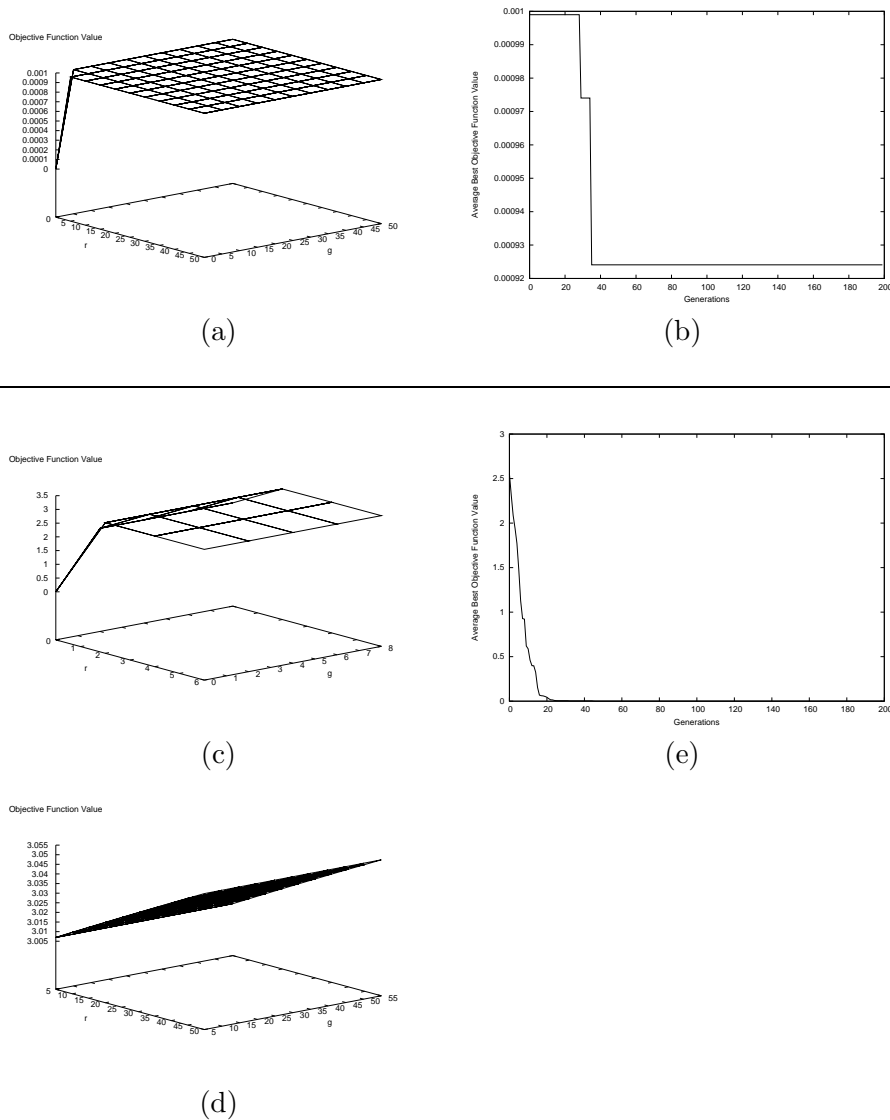 Objective Function Value
0.001
0.0009
0.0008
0.0007
0.0006
0.0005
0.0004
0.0003
0.0002
0.0001
0
0 5 10 15 20 25 30 35 40 45 50
r
0 5 10 15 20 25 30 35 40 45 50
g
(a)
Average Best Objective Function Value
0.001
0.00099
0.00098
0.00097
0.00096
0.00095
0.00094
0.00093
0.00092
0 20 40 60 80 100 120 140 160 180 200
Generations
(b)
Objective Function Value
3.5
3
2.5
2
1.5
1
0.5
0
0 1 2 3 4 5 6
r
0 1 2 3 4 5 6 7 8
g
(c)
Average Best Objective Function Value
3
2.5
2
1.5
1
0.5
0
0 20 40 60 80 100 120 140 160 180 200
Generations
(e)
Objective Function Value
3.055
3.05
3.045
3.04
3.035
3.03
3.025
3.02
3.015
3.01
3.005
5 10 15 20 25 30 35 40 45 50
r
5 10 15 20 25 30 35 40 45 50 55
g
(d)